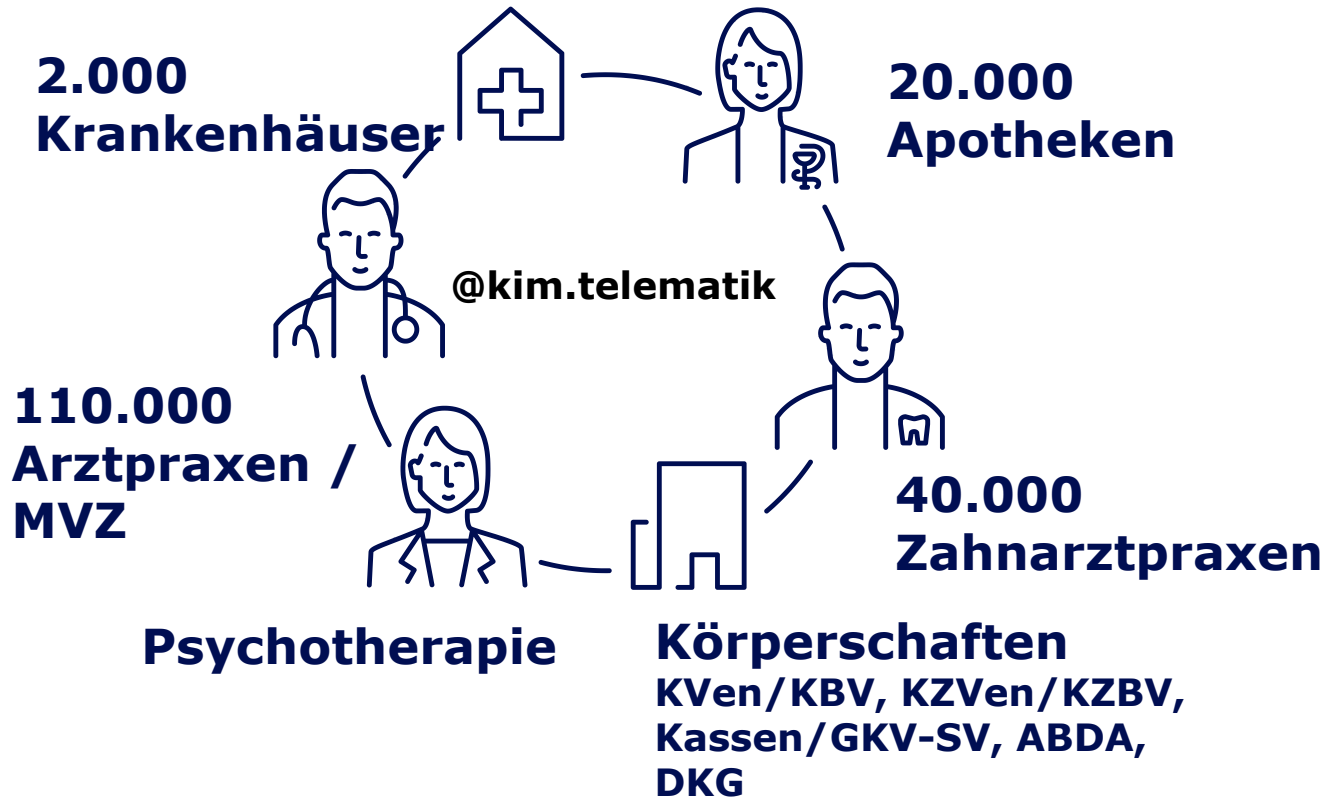 2.000
Krankenhäuser
20.000
Apotheken
@kim.telematik
110.000
Arztpraxen /
MVZ
40.000
Zahnarztpraxen
Psychotherapie
Körperschaften
KVen/KBV, KZVen/KZBV,
Kassen/GKV-SV, ABDA,
DKG